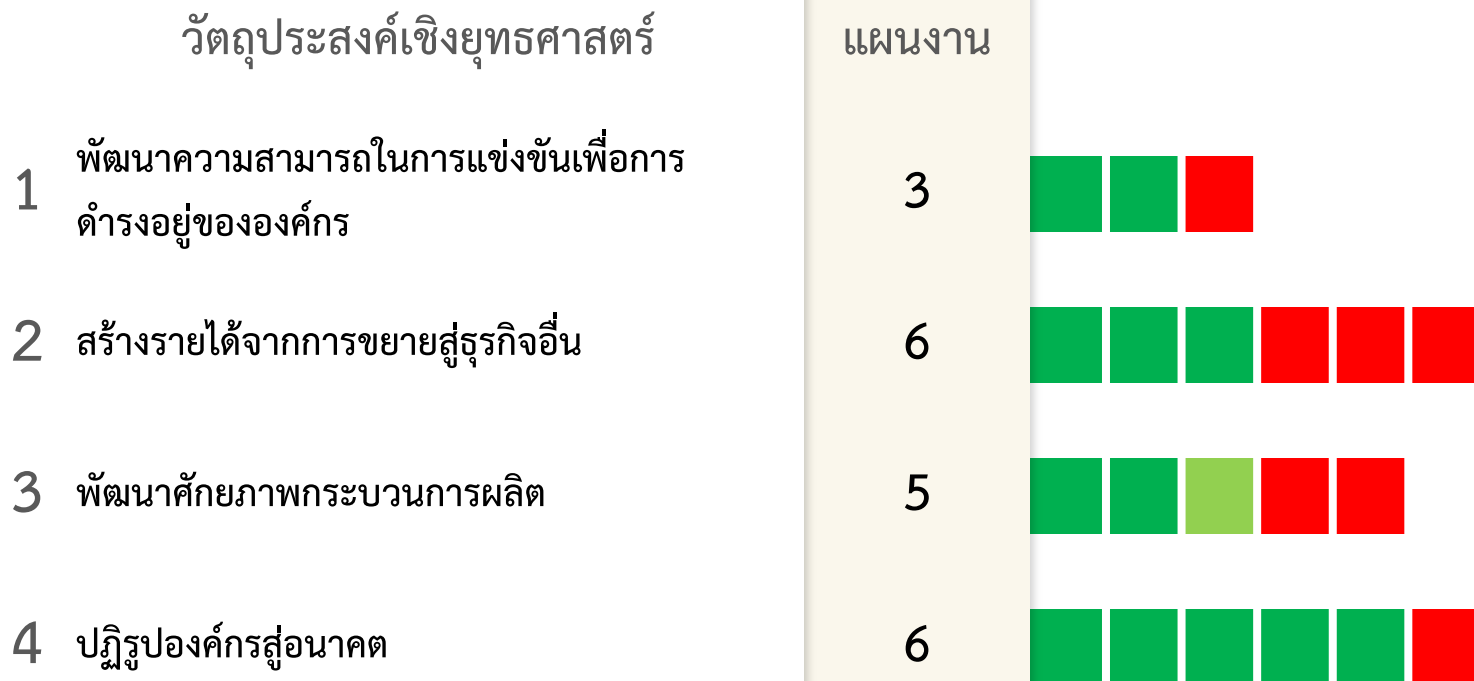 วัตถุประสงค์เชิงยุทธศาสตร์ แผนงาน
1 พัฒนาความสามารถในการแข่งขันเพื่อการ
ดำรงอยู่ขององค์กร 3
2 สร้างรายได้จากการขยายสู่ธุรกิจอื่น 6
3 พัฒนาศักยภาพกระบวนการผลิต 5
4 ปฏิรูปองค์กรสู่อนาคต 6